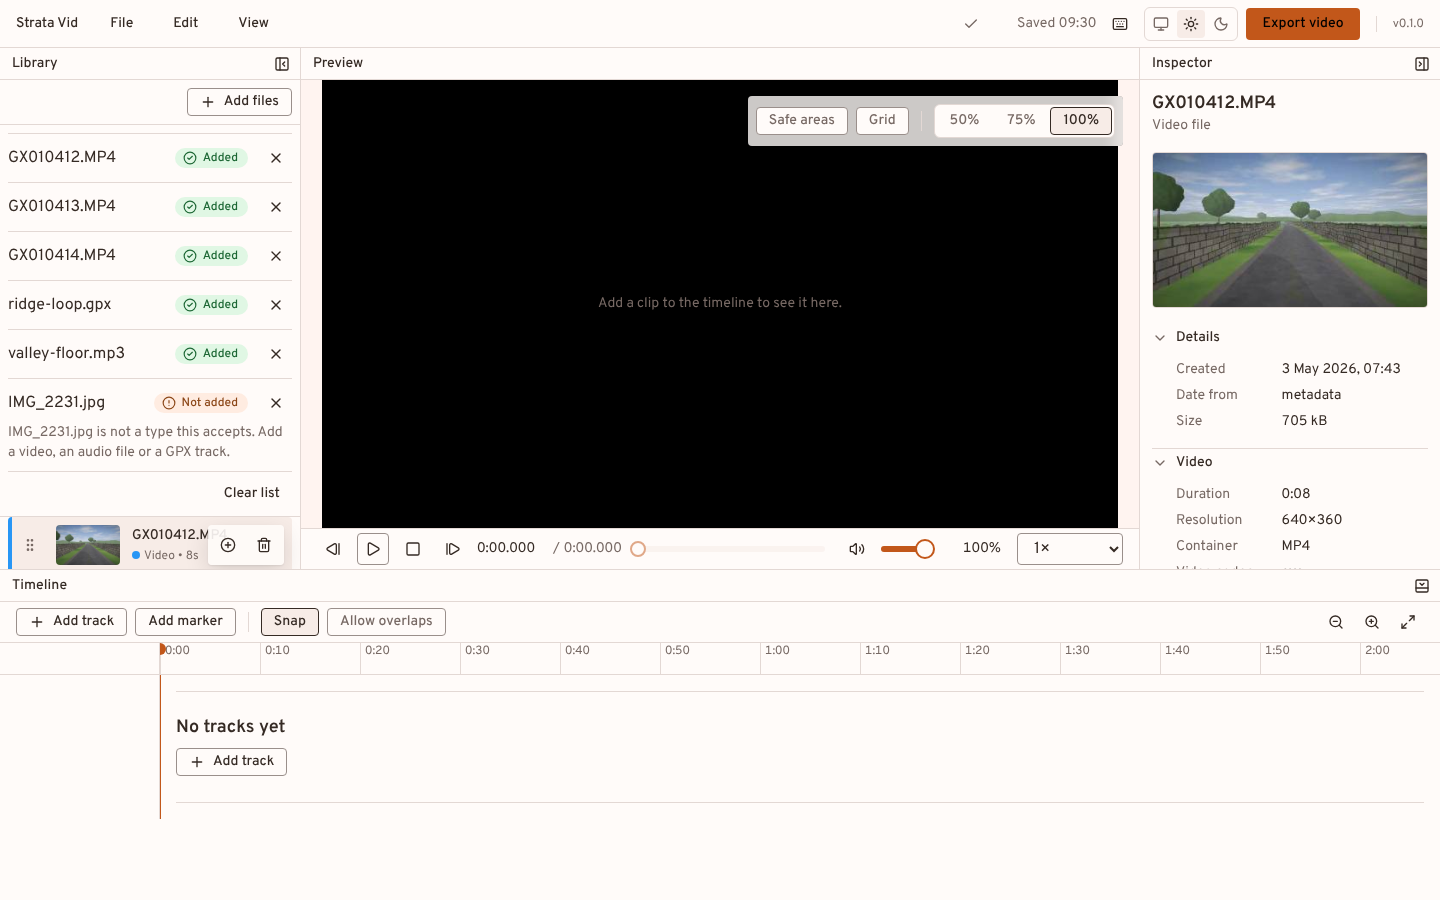 Strata Vid File Edit View Saved 09:30 Export video v0.1.0
Library
Add files
GX010412.MP4 Added
GX010413.MP4 Added
GX010414.MP4 Added
ridge-loop.gpx Added
valley-floor.mp3 Added
IMG_2231.jpg Not added
IMG_2231.jpg is not a type this accepts. Add
a video, an audio file or a GPX track.
Clear list
GX010412.MP4
Video • 8s
Preview
Safe areas Grid 50% 75% 100%
Add a clip to the timeline to see it here.
0:00.000 / 0:00.000 100% 1×
Inspector
GX010412.MP4
Video file
Details
Created 3 May 2026, 07:43
Date from metadata
Size 705 kB
Video
Duration 0:08
Resolution 640×360
Container MP4
Timeline
Add track Add marker Snap Allow overlaps
0:00 0:10 0:20 0:30 0:40 0:50 1:00 1:10 1:20 1:30 1:40 1:50 2:00
No tracks yet
Add track